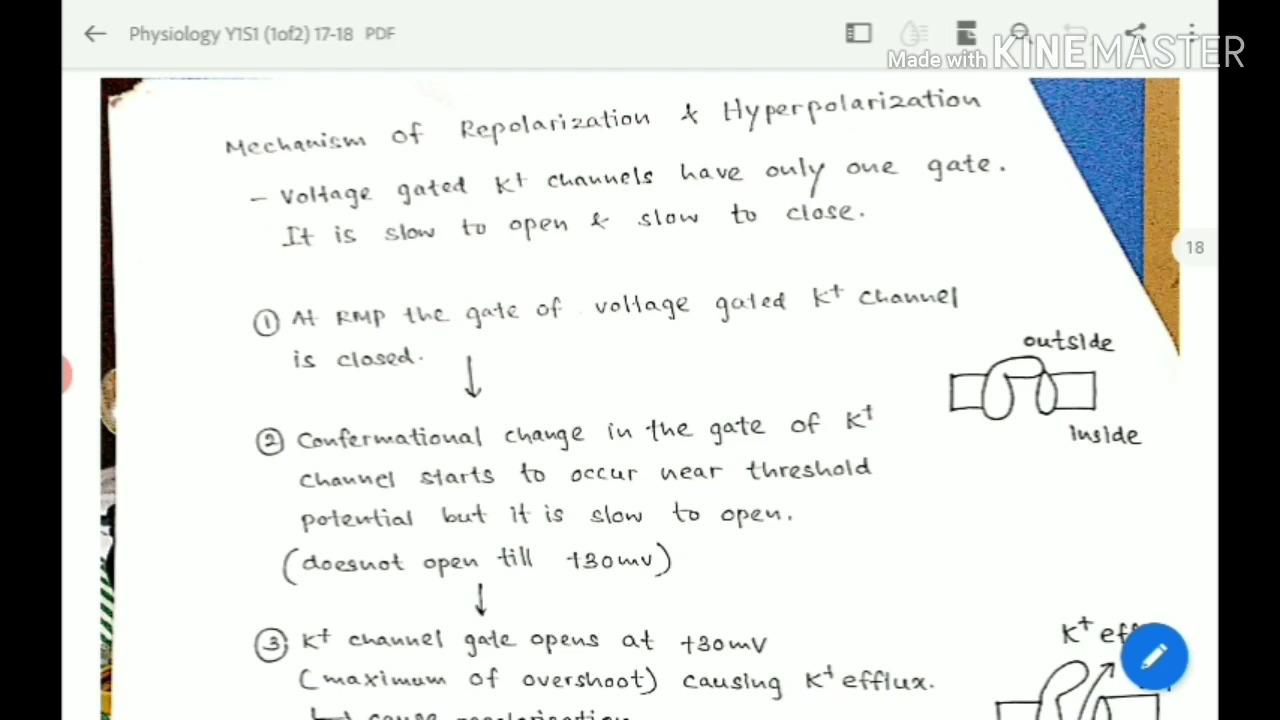 Physiology Y1S1 (1of2) 17-18 PDF
Made with KINEMASTER
Mechanism of Repolarization & Hyperpolarization
- Voltage gated K+ channels have only one gate.
It is slow to open & slow to close.
18
① At RMP the gate of voltage gated K+ channel
is closed.
outside
inside
② Confermational change in the gate of K+
channel starts to occur near threshold
potential but it is slow to open.
(doesnot open till +30mv)
③ K+ channel gate opens at +30mV
(maximum of overshoot) causing K+ efflux.
K+ eff
cause repolarization